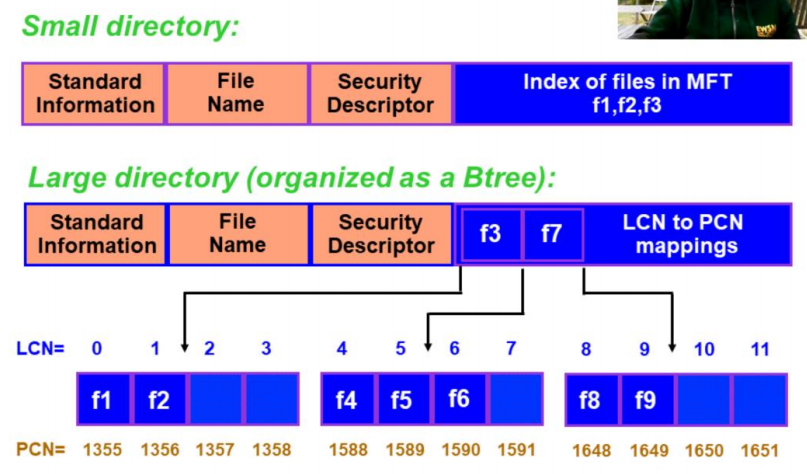 Small directory:
Standard Information
File Name
Security Descriptor
Index of files in MFT
f1,f2,f3
Large directory (organized as a Btree):
Standard Information
File Name
Security Descriptor
f3 f7
LCN to PCN mappings
LCN= 0 1 2 3 4 5 6 7 8 9 10 11
f1 f2 f4 f5 f6 f8 f9
PCN= 1355 1356 1357 1358 1588 1589 1590 1591 1648 1649 1650 1651